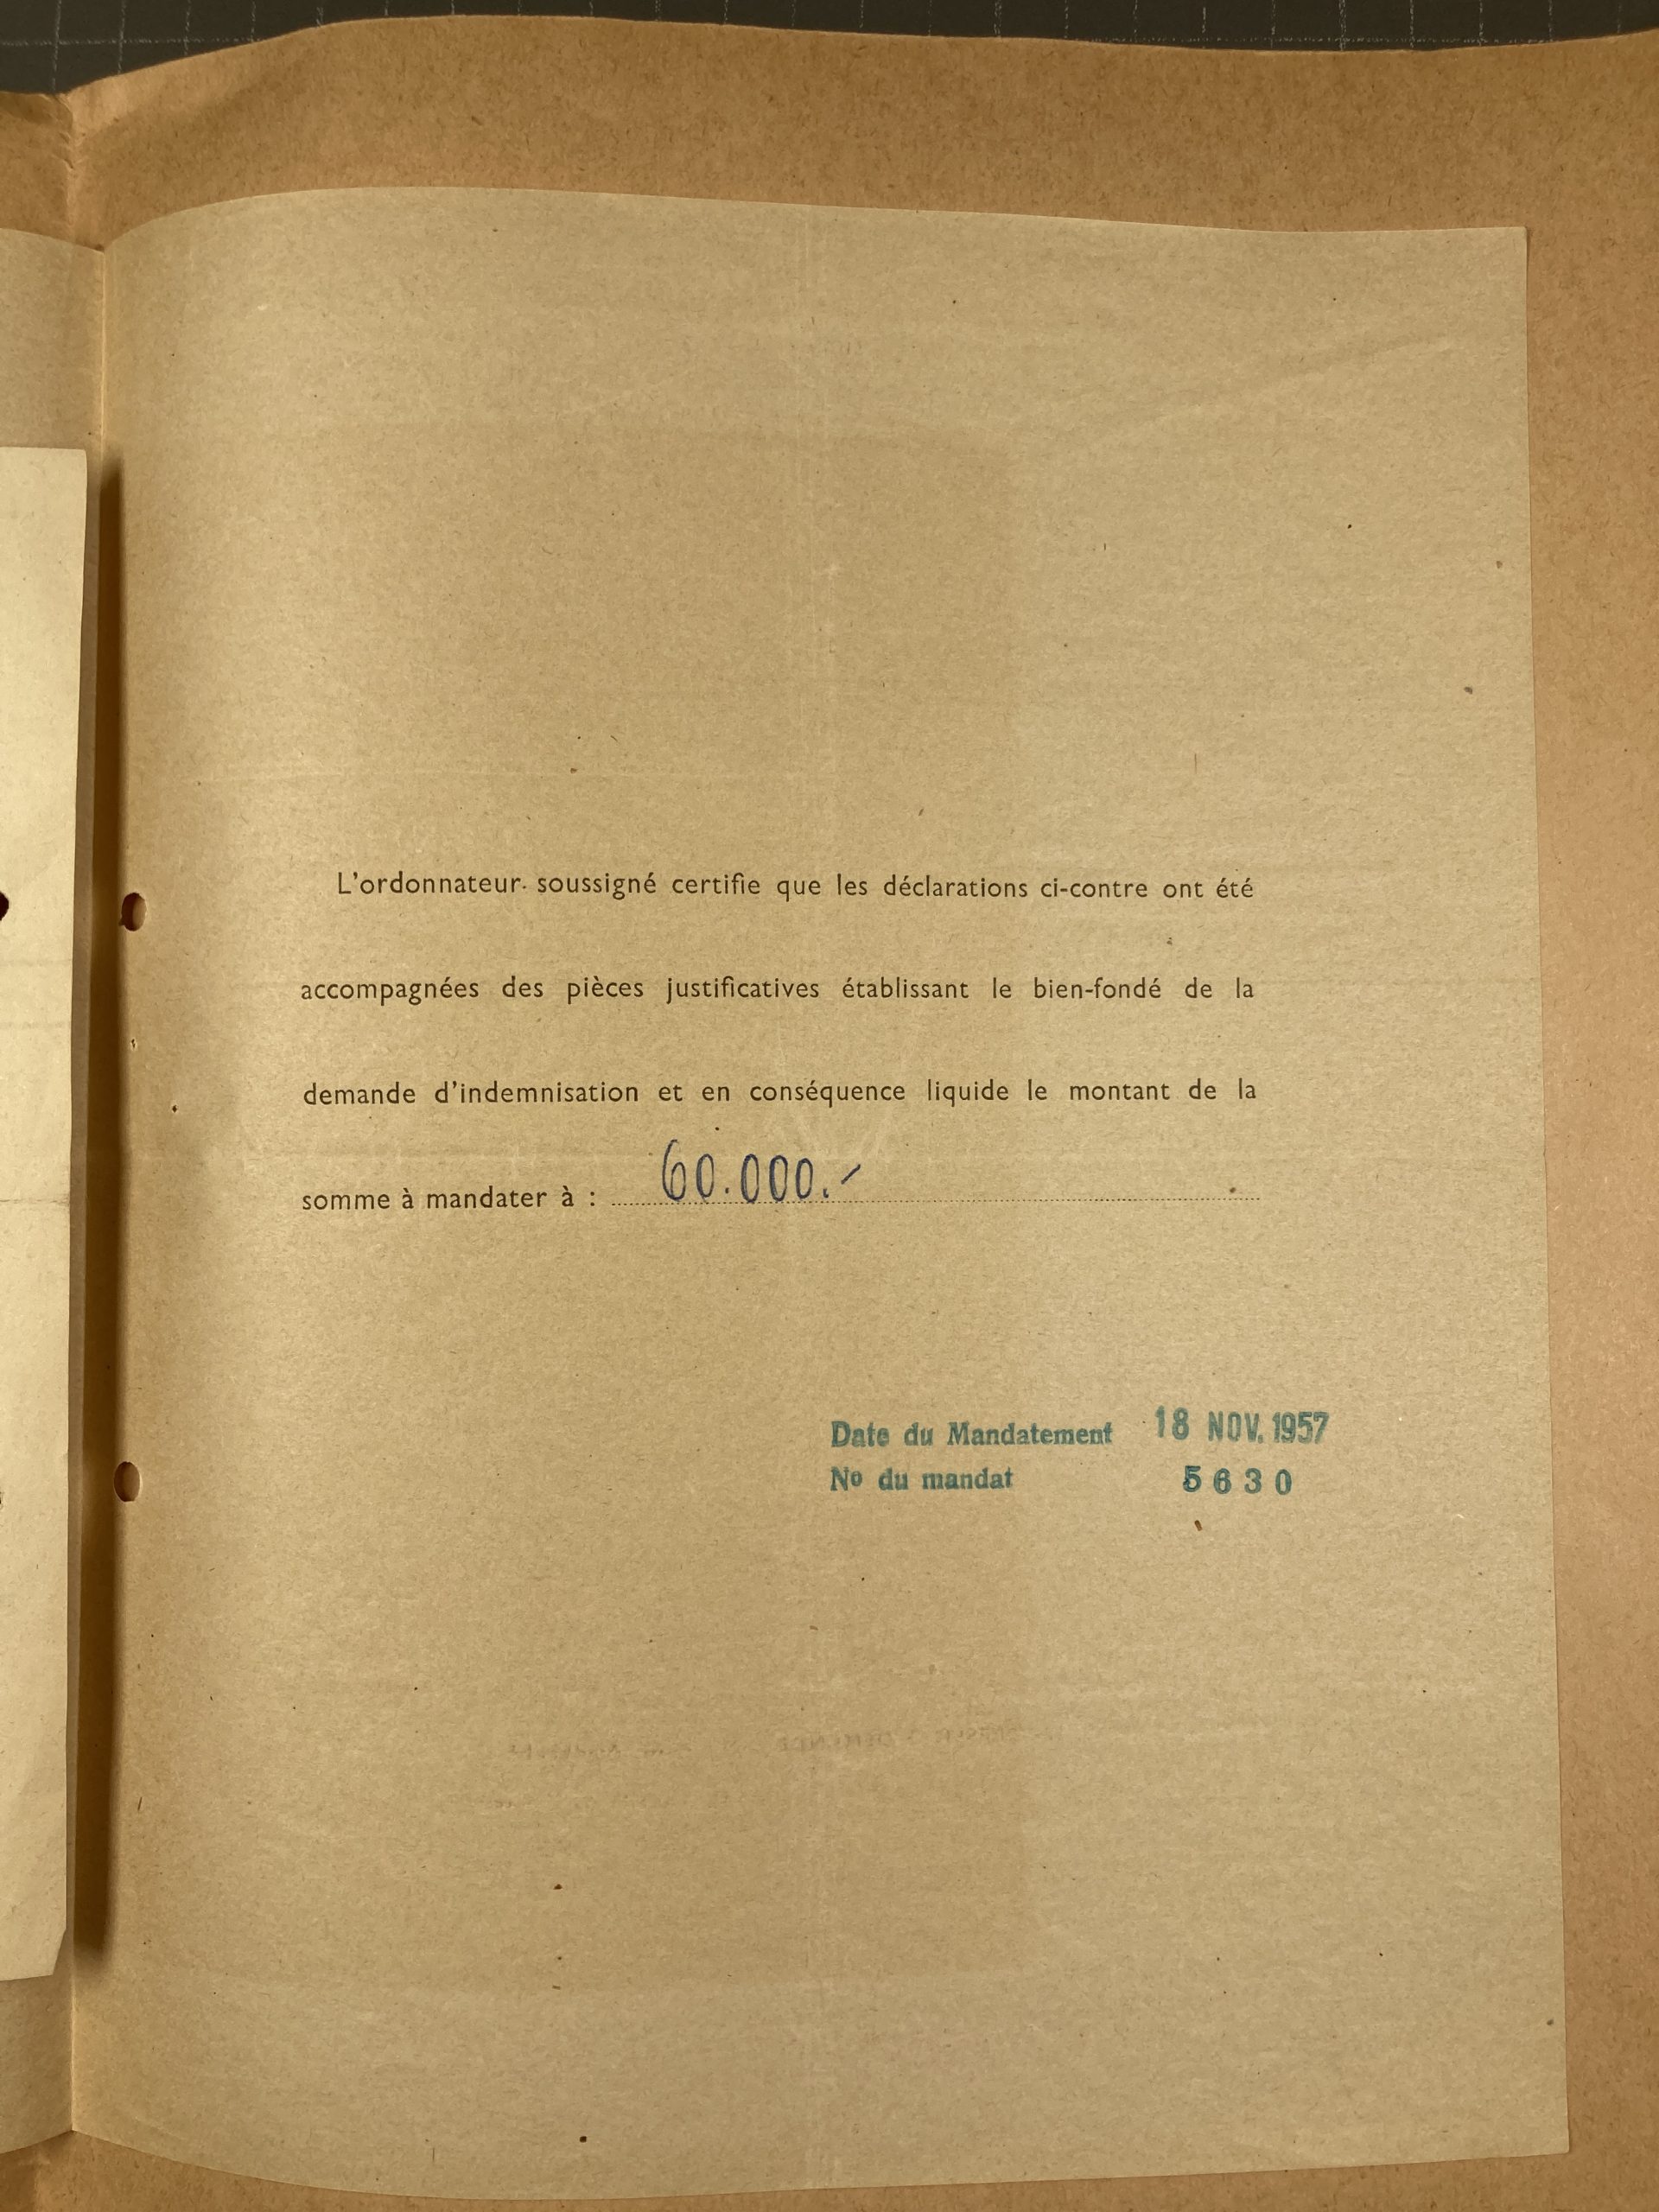 L'ordonnateur soussigné certifie que les déclarations ci-contre ont été
accompagnées des pièces justificatives établissant le bien-fondé de la
demande d'indemnisation et en conséquence liquide le montant de la
somme à mandater à : 60.000.-
Date du Mandatement 18 NOV. 1957
No du mandat 5630